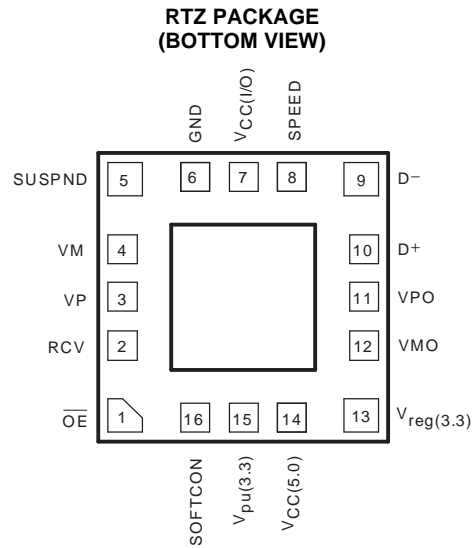 RTZ PACKAGE
(BOTTOM VIEW)
GND
VCC(I/O)
SPEED
SUSPND 5 6 7 8 9 D−
VM 4 10 D+
VP 3 11 VPO
RCV 2 12 VMO
OE 1 16 15 14 13 Vreg(3.3)
SOFTCON
Vpu(3.3)
VCC(5.0)